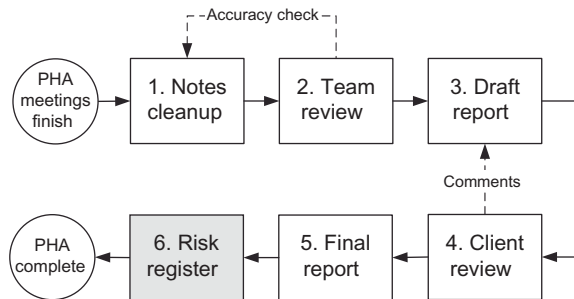 Accuracy check
PHA
meetings
finish
1. Notes
cleanup
2. Team
review
3. Draft
report
Comments
PHA
complete
6. Risk
register
5. Final
report
4. Client
review